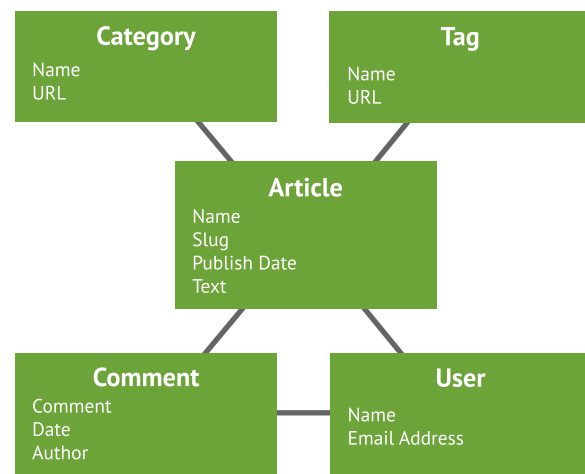 Category
Name
URL
Tag
Name
URL
Article
Name
Slug
Publish Date
Text
Comment
Comment
Date
Author
User
Name
Email Address